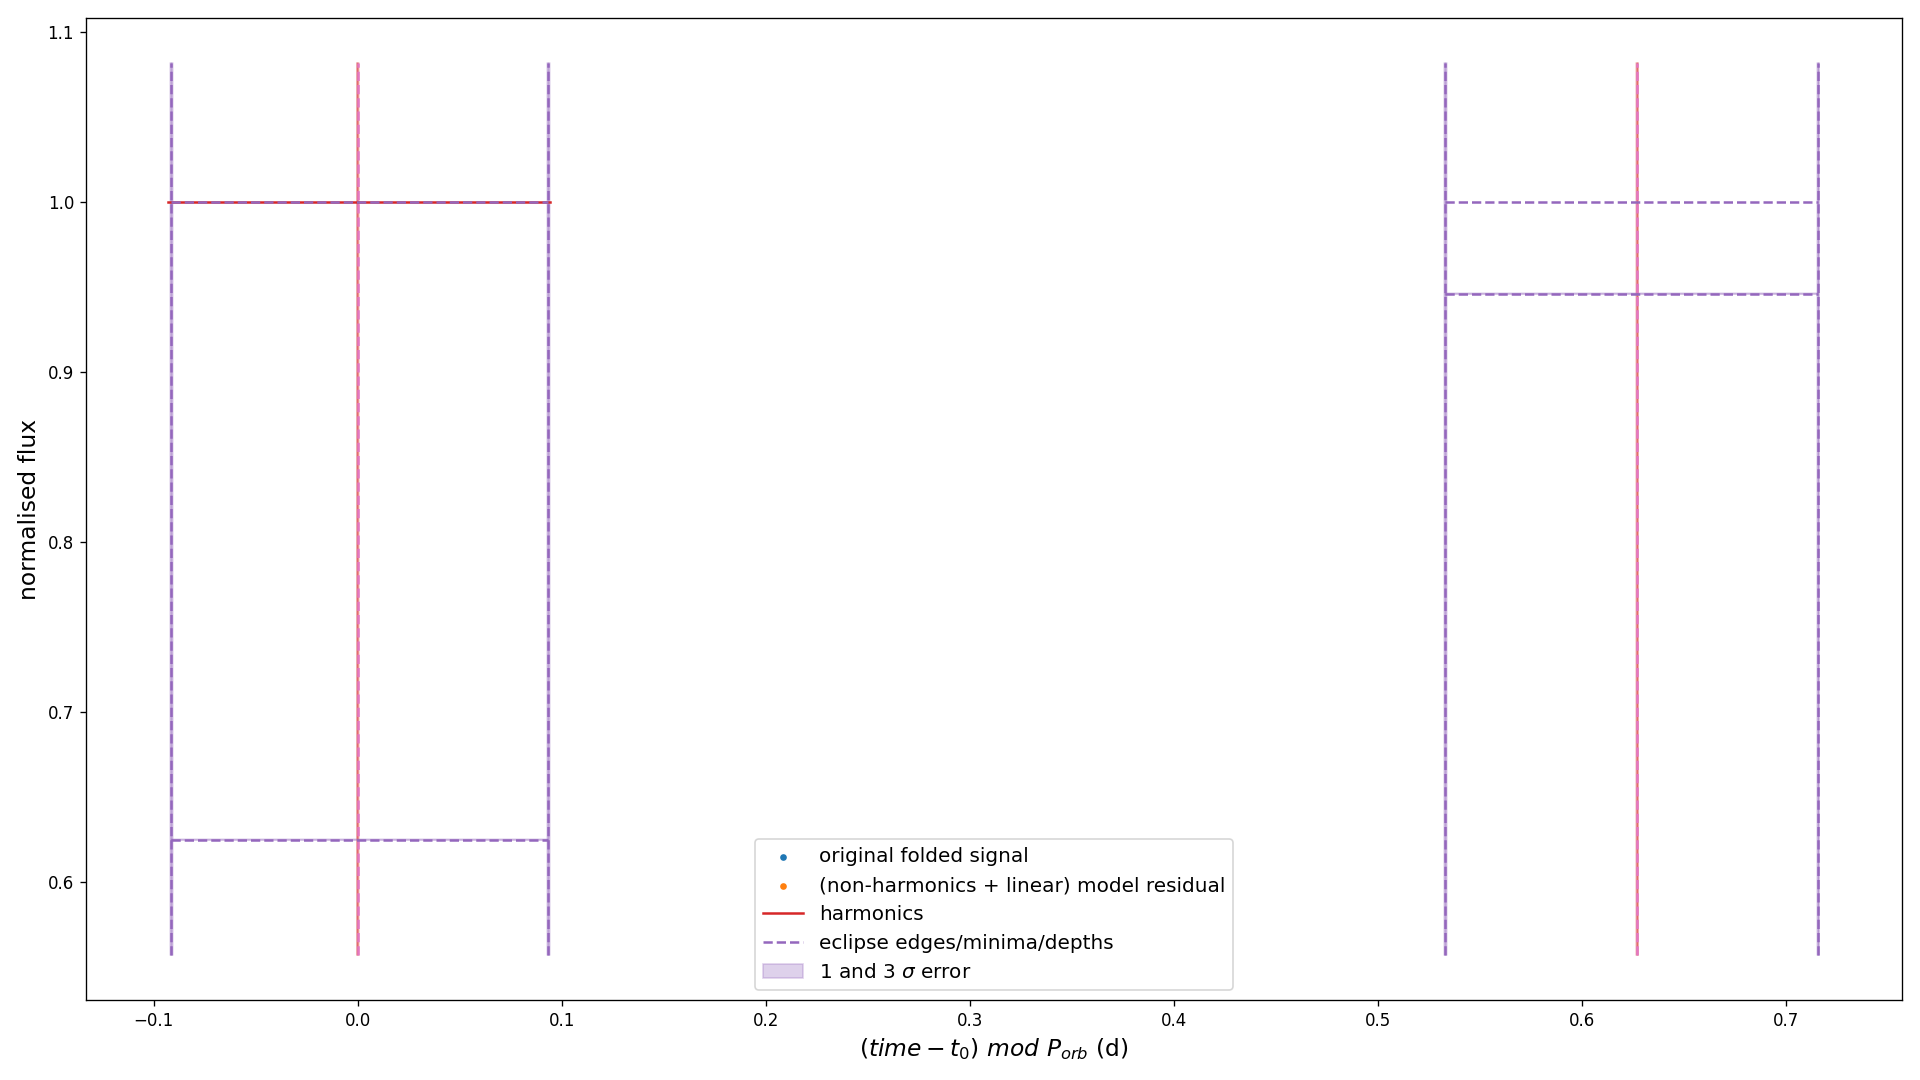 1.1
1.0
0.9
0.8
0.7
0.6
normalised flux
original folded signal
(non-harmonics + linear) model residual
harmonics
eclipse edges/minima/depths
1 and 3 σ error
−0.1 0.0 0.1 0.2 0.3 0.4 0.5 0.6 0.7
(time − t₀) mod Pₒᵣb (d)